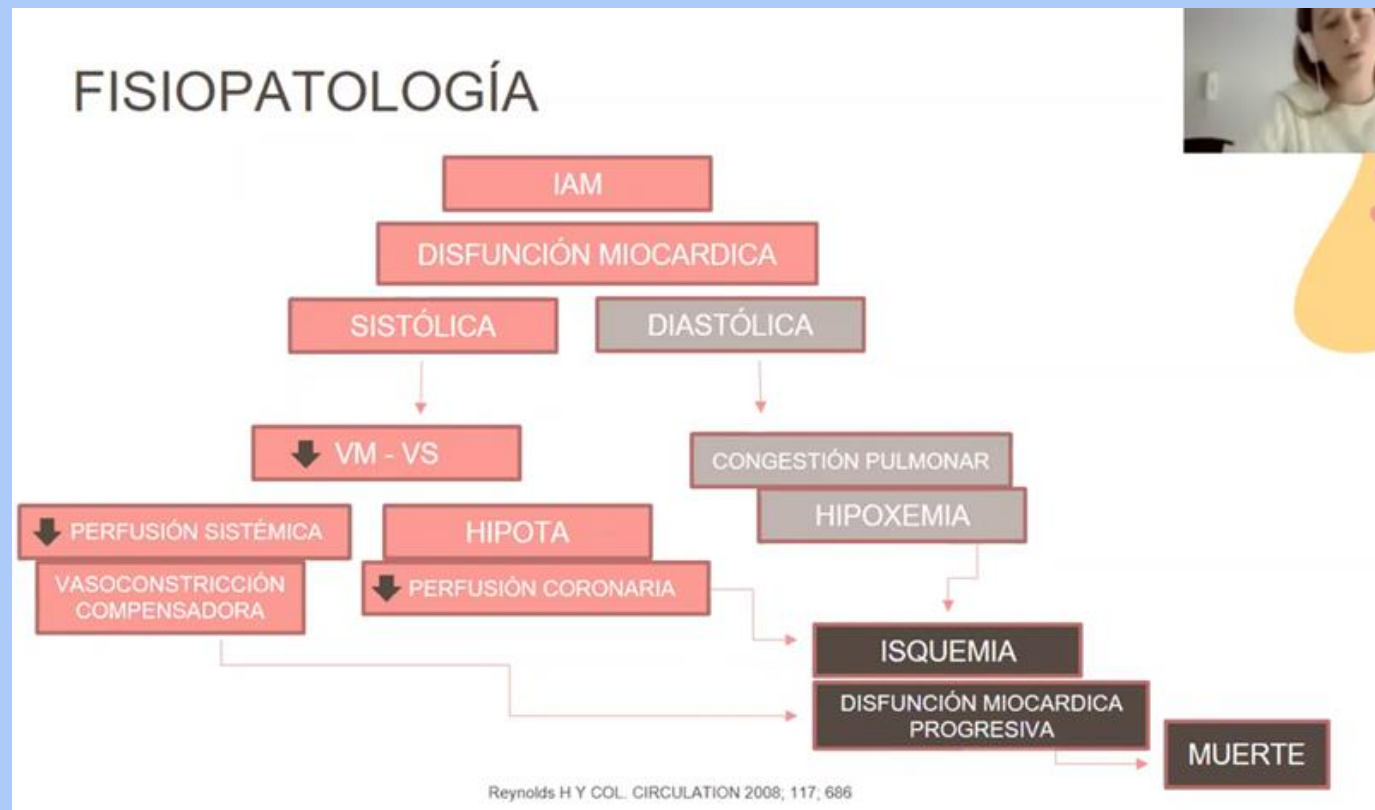 FISIOPATOLOGÍA
IAM
DISFUNCIÓN MIOCARDICA
SISTÓLICA
DIASTÓLICA
VM - VS
CONGESTIÓN PULMONAR
HIPOXEMIA
PERFUSIÓN SISTÉMICA
VASOCONSTRICCIÓN
COMPENSADORA
HIPOTA
PERFUSIÓN CORONARIA
ISQUEMIA
DISFUNCIÓN MIOCARDICA
PROGRESIVA
MUERTE
Reynolds H Y COL. CIRCULATION 2008; 117; 686